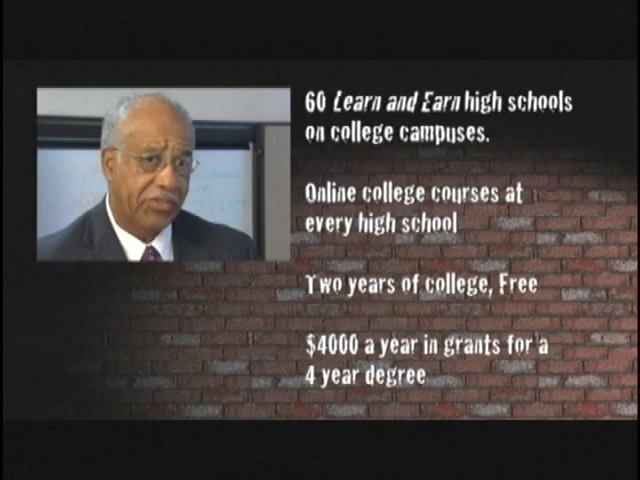 60 Learn and Earn high schools
on college campuses.
Online college courses at
every high school
Two years of college, Free
$4000 a year in grants for a
4 year degree